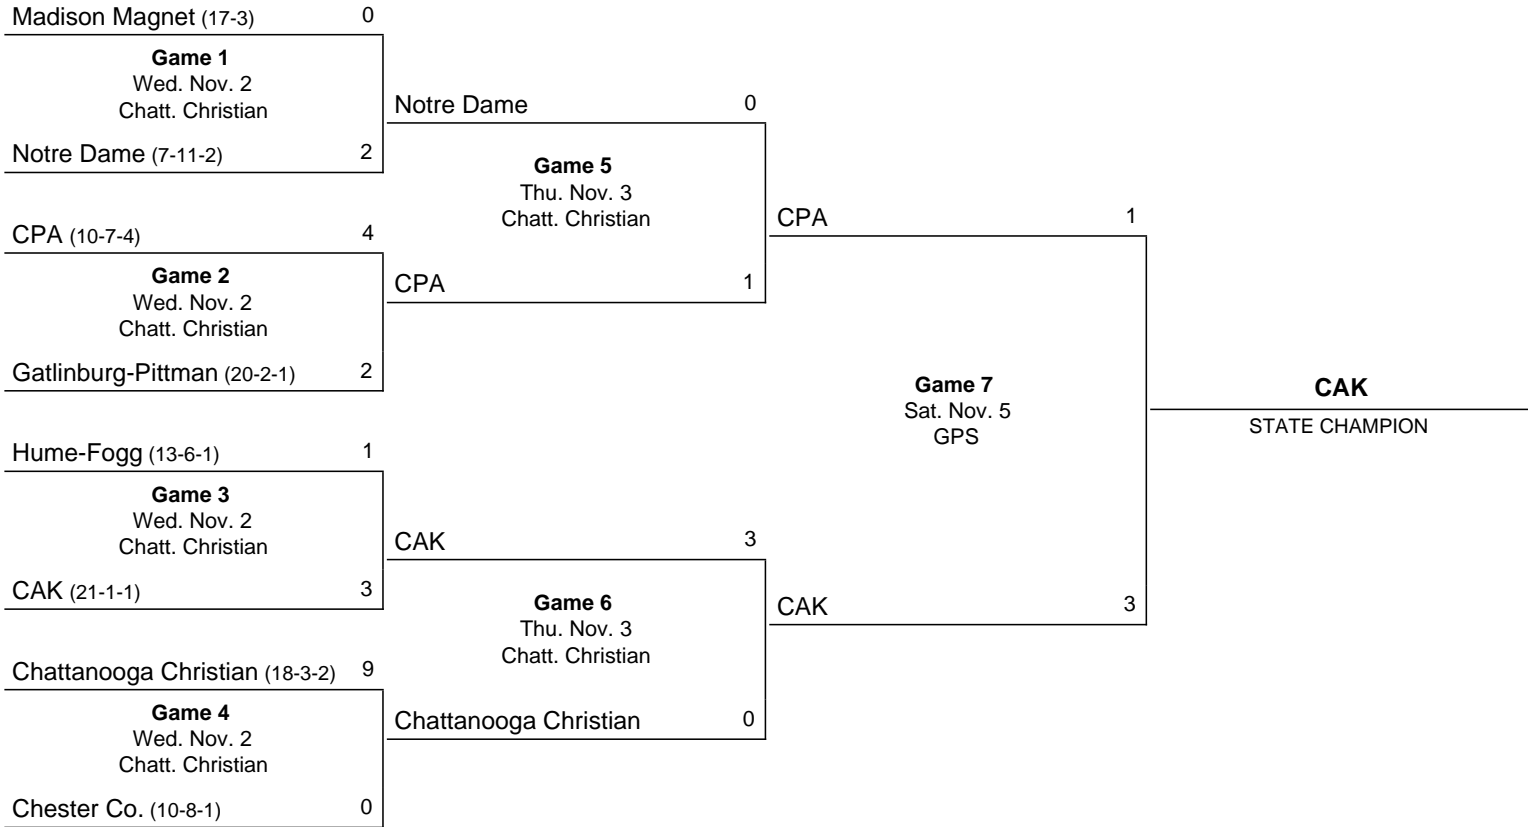 Madison Magnet (17-3) 0
Game 1
Wed. Nov. 2
Chatt. Christian
Notre Dame (7-11-2) 2
CPA (10-7-4) 4
Game 2
Wed. Nov. 2
Chatt. Christian
Gatlinburg-Pittman (20-2-1) 2
Hume-Fogg (13-6-1) 1
Game 3
Wed. Nov. 2
Chatt. Christian
CAK (21-1-1) 3
Chattanooga Christian (18-3-2) 9
Game 4
Wed. Nov. 2
Chatt. Christian
Chester Co. (10-8-1) 0
Notre Dame 0
Game 5
Thu. Nov. 3
Chatt. Christian
CPA 1
CAK 3
Game 6
Thu. Nov. 3
Chatt. Christian
Chattanooga Christian 0
CPA 1
Game 7
Sat. Nov. 5
GPS
CAK 3
CAK
STATE CHAMPION